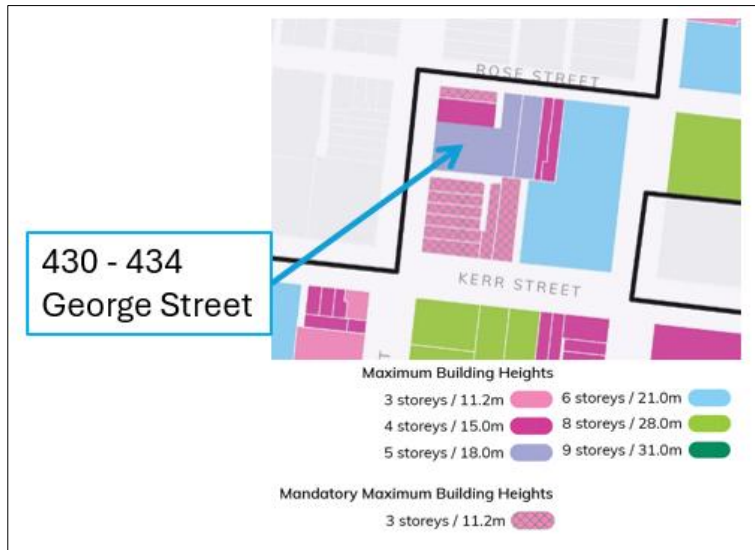 ROSE STREET
430 - 434
George Street
KERR STREET
T
Maximum Building Heights
3 storeys / 11.2m
6 storeys / 21.0m
4 storeys / 15.0m
8 storeys / 28.0m
5 storeys / 18.0m
9 storeys / 31.0m
Mandatory Maximum Building Heights
3 storeys / 11.2m